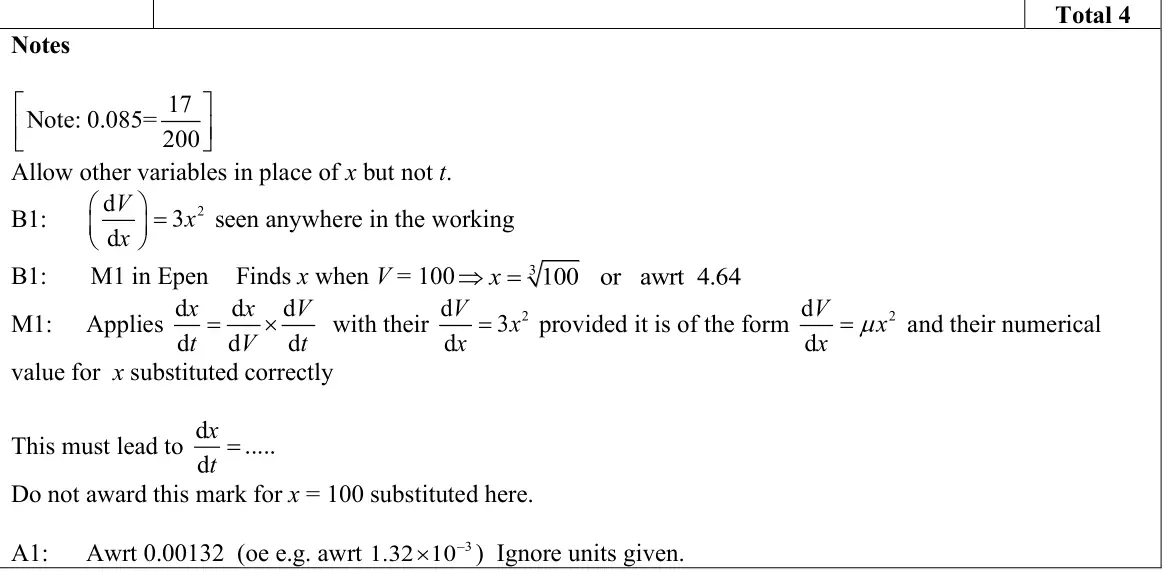 Total 4
Notes
[Note: 0.085=17/200]
Allow other variables in place of x but not t.
B1: (dV/dx) = 3x² seen anywhere in the working
B1: M1 in Epen Finds x when V = 100 ⇒ x = ∛100 or awrt 4.64
M1: Applies dx/dt = dx/dV × dV/dt with their dV/dx = 3x² provided it is of the form dV/dx = μx² and their numerical
value for x substituted correctly
This must lead to dx/dt = .....
Do not award this mark for x = 100 substituted here.
A1: Awrt 0.00132 (oe e.g. awrt 1.32×10⁻³) Ignore units given.